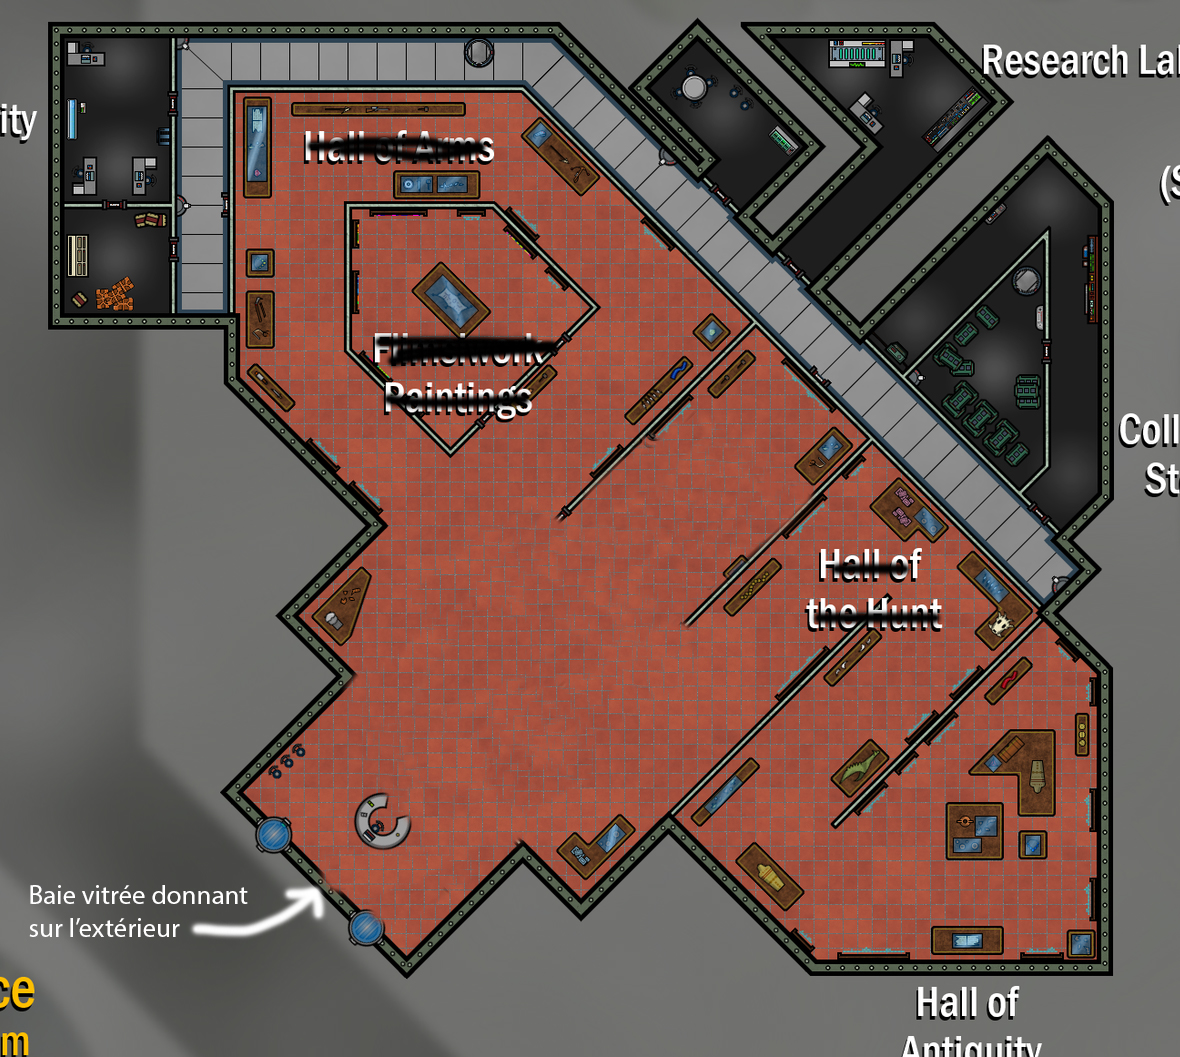 Research La
ity
Hall of Arms
(S
Paintings
Coll
St
Hall of
the Hunt
Baie vitrée donnant
sur l'extérieur
ce
m
Hall of
Antiquity